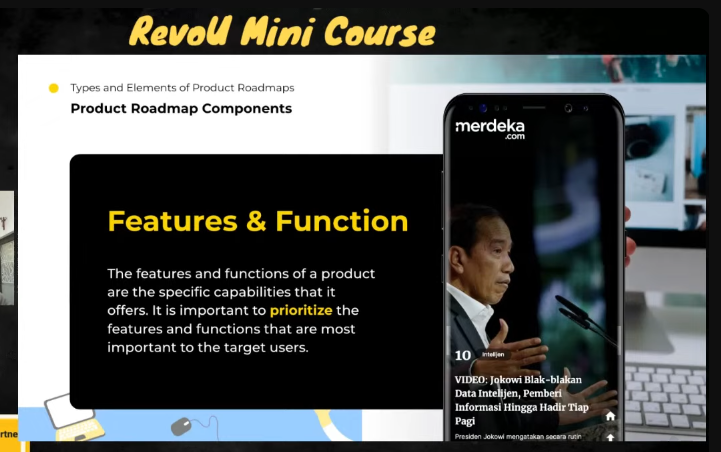 RevoU Mini Course
Types and Elements of Product Roadmaps
Product Roadmap Components
Features & Function
The features and functions of a product
are the specific capabilities that it
offers. It is important to prioritize the
features and functions that are most
important to the target users.
merdeka
.com
10 Intelijen
VIDEO: Jokowi Blak-blakan
Data Intelijen, Pemberi
Informasi Hingga Hadir Tiap
Pagi
Presiden Jokowi mengatakan secara rutin
rtne